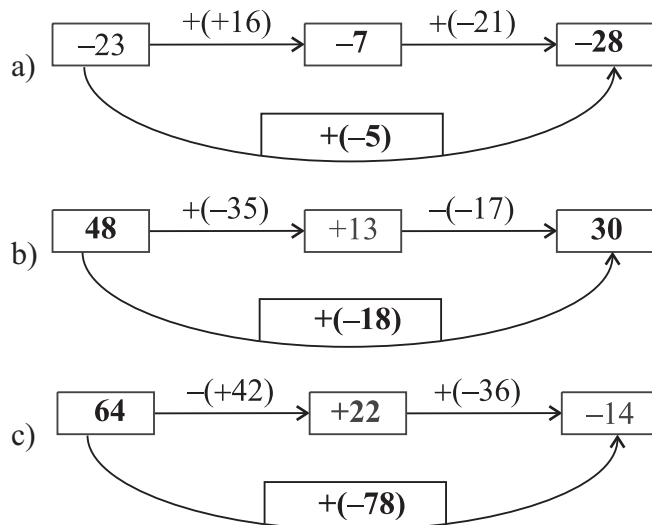 +(+16) +(–21)
a) –23 –7 –28
+(–5)
+(–35) –(–17)
b) 48 +13 30
+(–18)
–(+42) +(–36)
c) 64 +22 –14
+(–78)